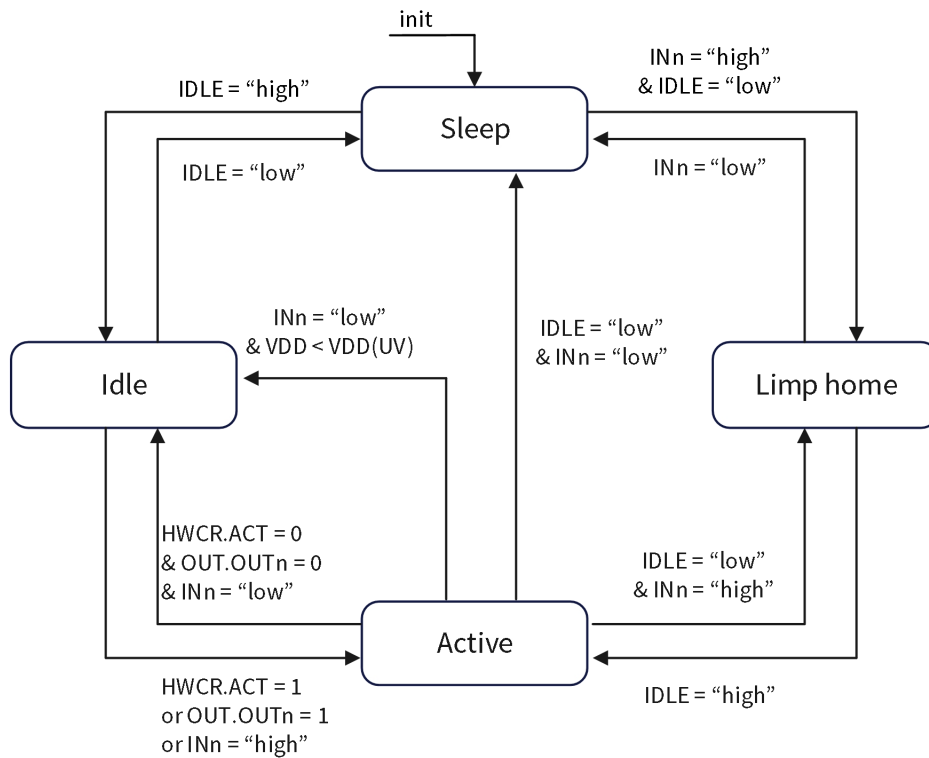 init
IDLE = “high”
INn = “high”
& IDLE = “low”
Sleep
IDLE = “low”
INn = “low”
INn = “low”
& VDD < VDD(UV)
IDLE = “low”
& INn = “low”
Idle
Limp home
HWCR.ACT = 0
& OUT.OUTn = 0
& INn = “low”
IDLE = “low”
& INn = “high”
Active
HWCR.ACT = 1
or OUT.OUTn = 1
or INn = “high”
IDLE = “high”